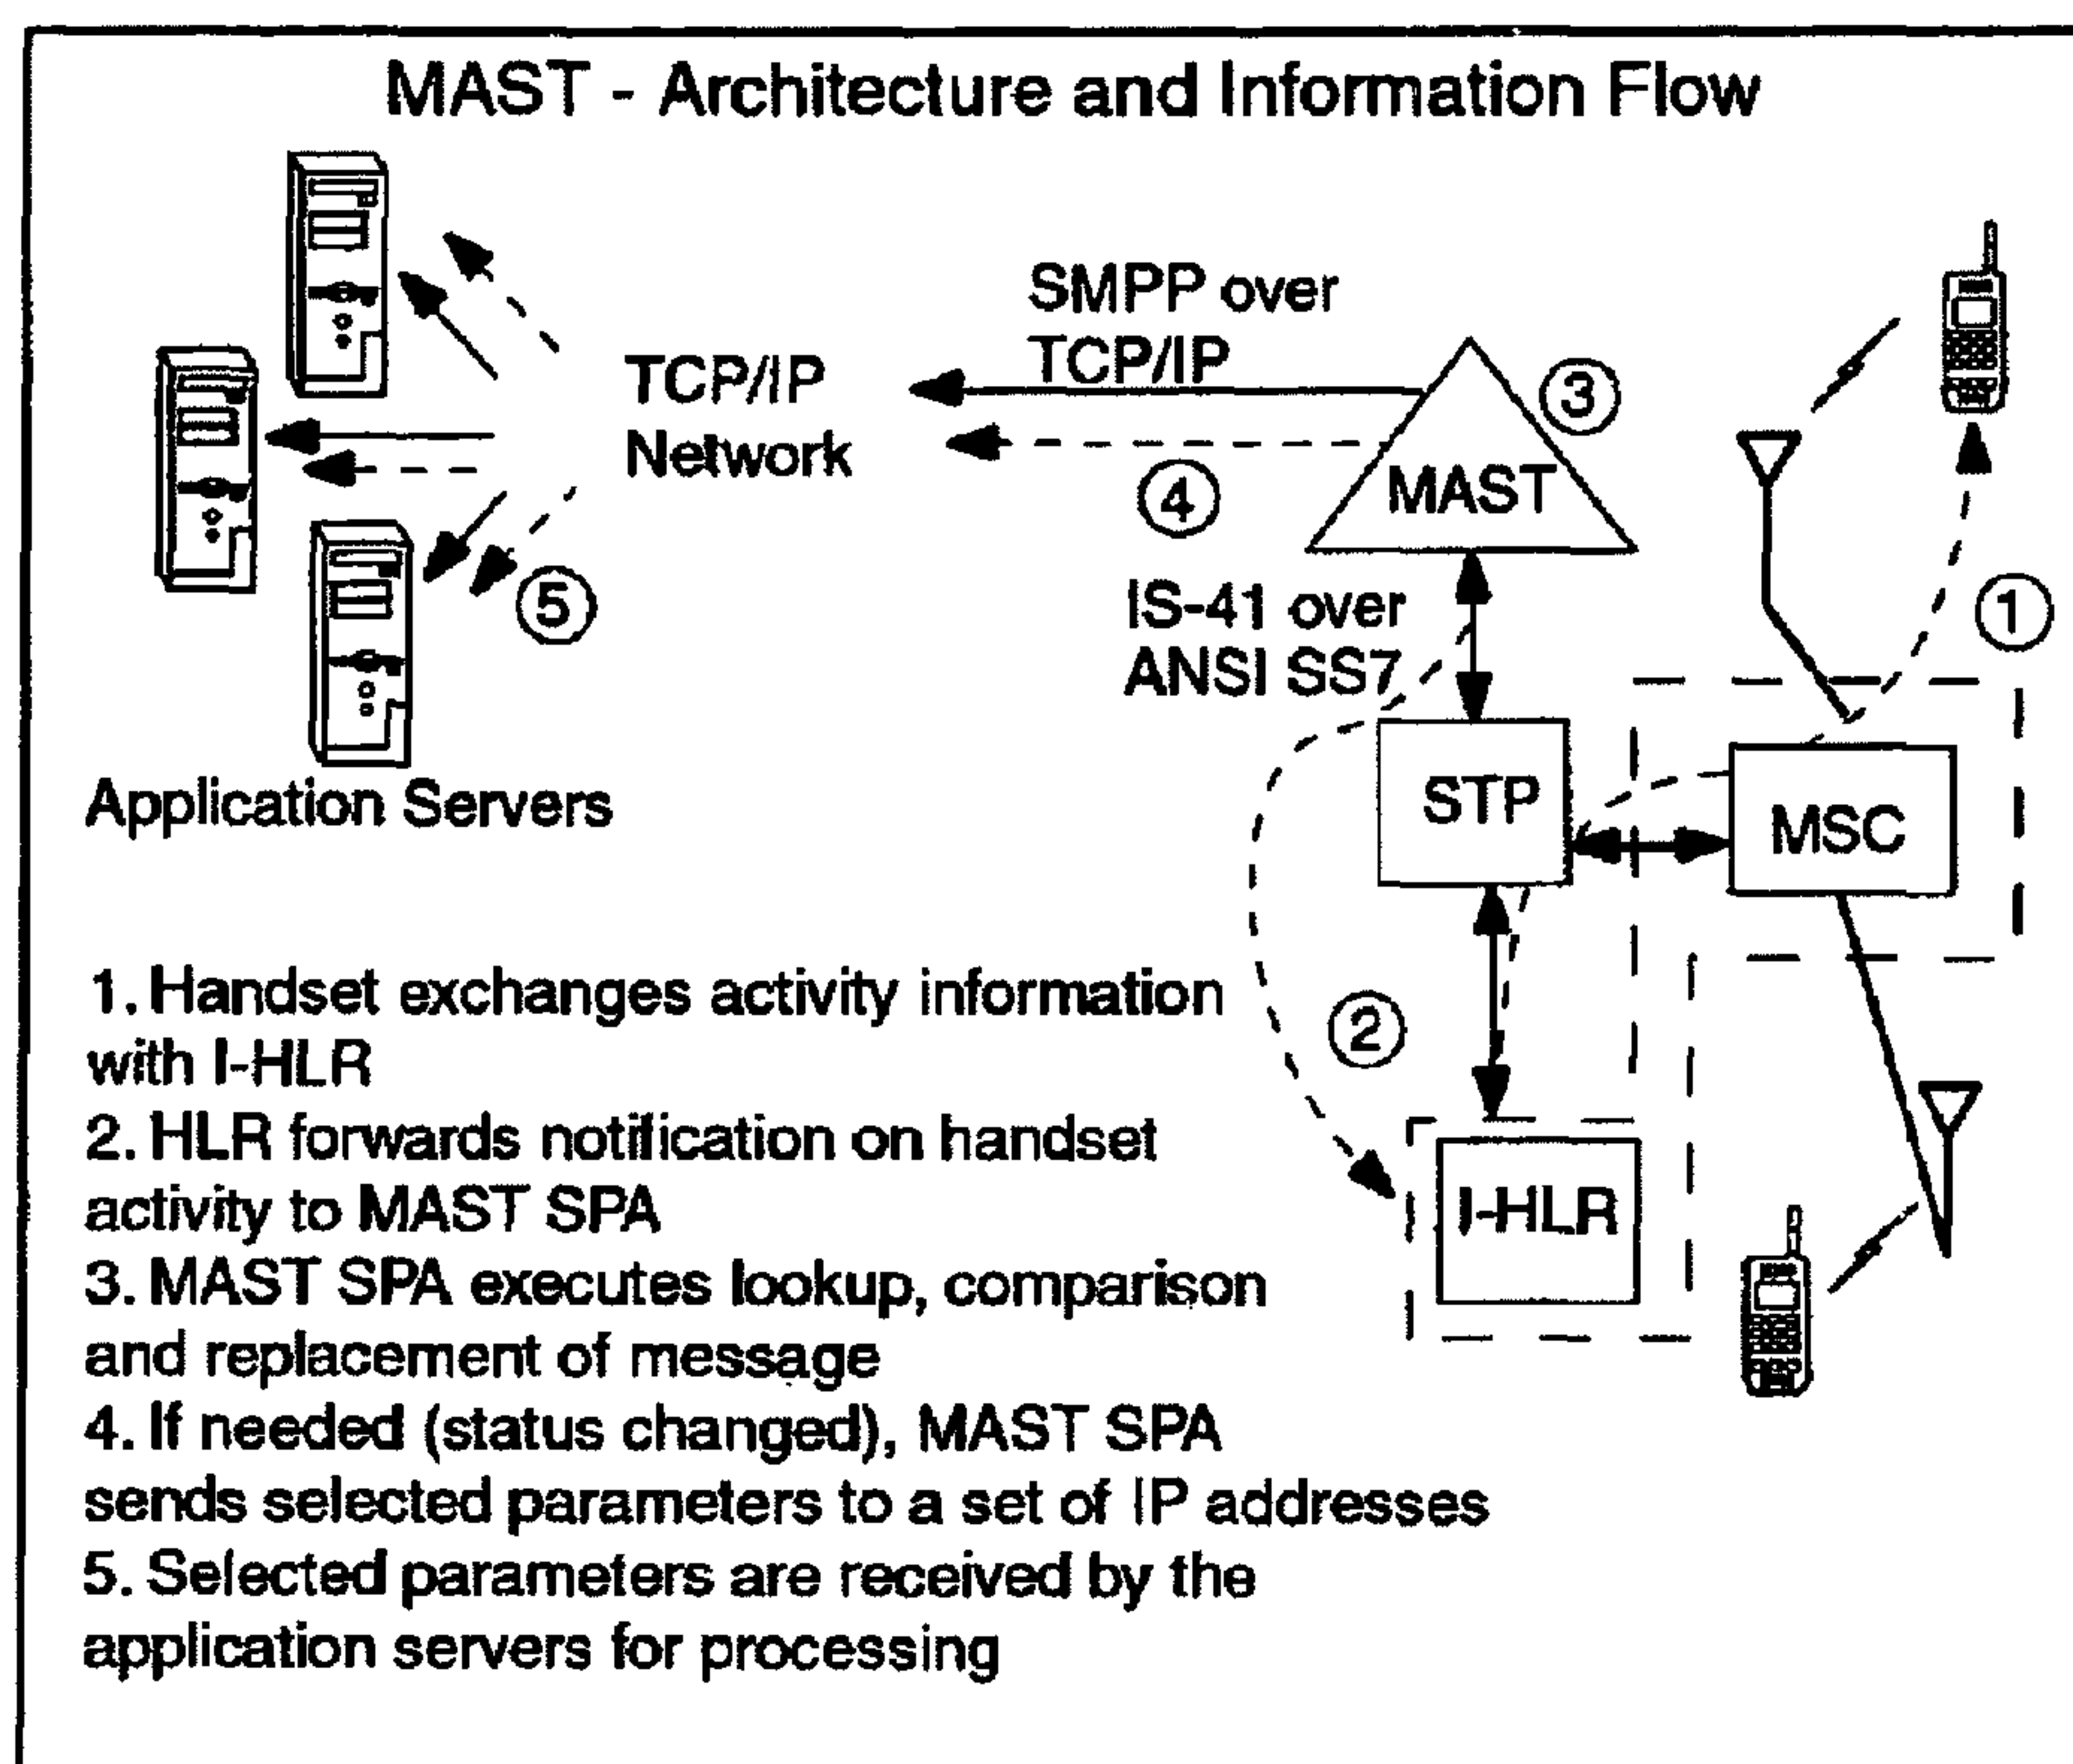 MAST - Architecture and Information Flow
SMPP over
TCP/IP
TCP/IP
Network
3
MAST
4
5
IS-41 over
ANSI SS7
1
STP
MSC
Application Servers
2
I-HLR
1. Handset exchanges activity information
with I-HLR
2. HLR forwards notification on handset
activity to MAST SPA
3. MAST SPA executes lookup, comparison
and replacement of message
4. If needed (status changed), MAST SPA
sends selected parameters to a set of IP addresses
5. Selected parameters are received by the
application servers for processing